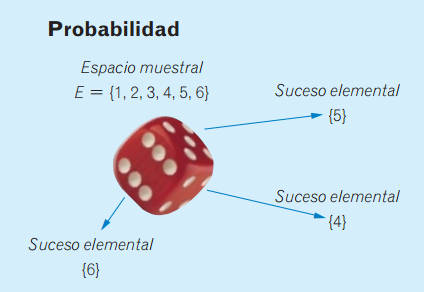 Probabilidad
Espacio muestral
E = {1, 2, 3, 4, 5, 6}
Suceso elemental
{5}
Suceso elemental
{4}
Suceso elemental
{6}